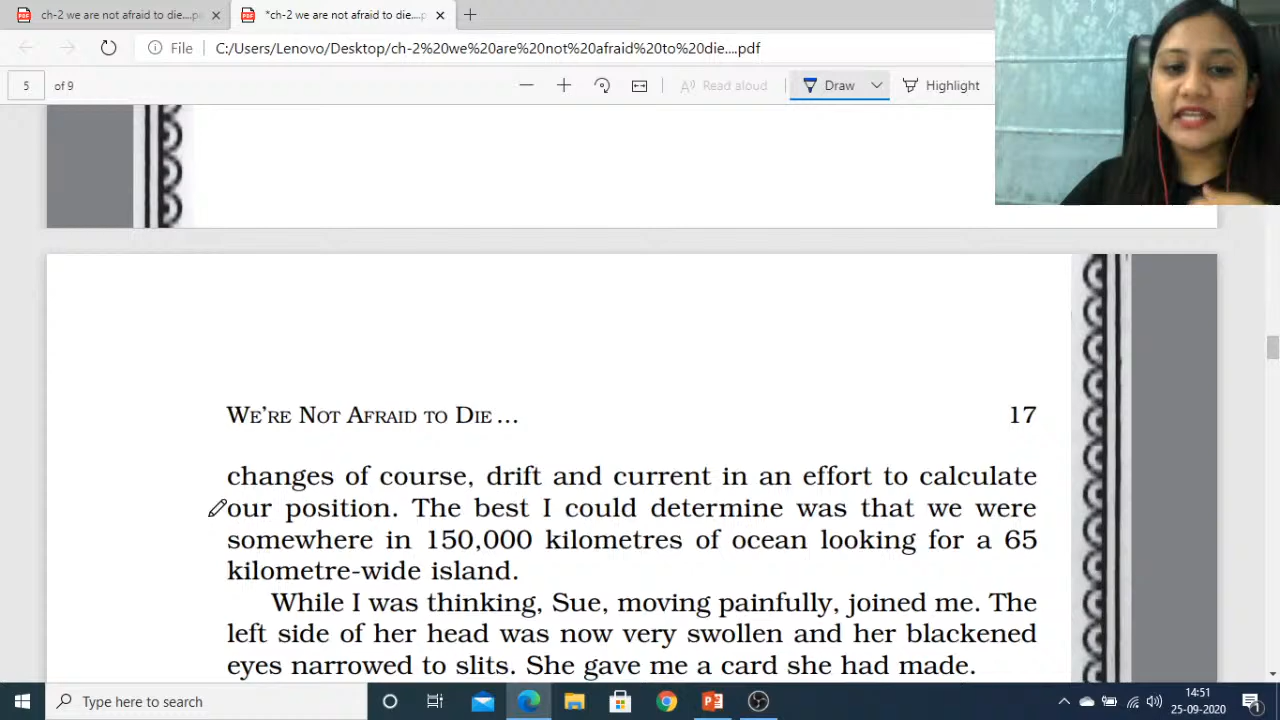 ch-2 we are not afraid to die....p
*ch-2 we are not afraid to die....p
File C:/Users/Lenovo/Desktop/ch-2%20we%20are%20not%20afraid%20to%20die....pdf
5 of 9 Read aloud Draw Highlight
WE'RE NOT AFRAID TO DIE ... 17
changes of course, drift and current in an effort to calculate
our position. The best I could determine was that we were
somewhere in 150,000 kilometres of ocean looking for a 65
kilometre-wide island.
While I was thinking, Sue, moving painfully, joined me. The
left side of her head was now very swollen and her blackened
eyes narrowed to slits. She gave me a card she had made.
Type here to search
14:51
25-09-2020
1